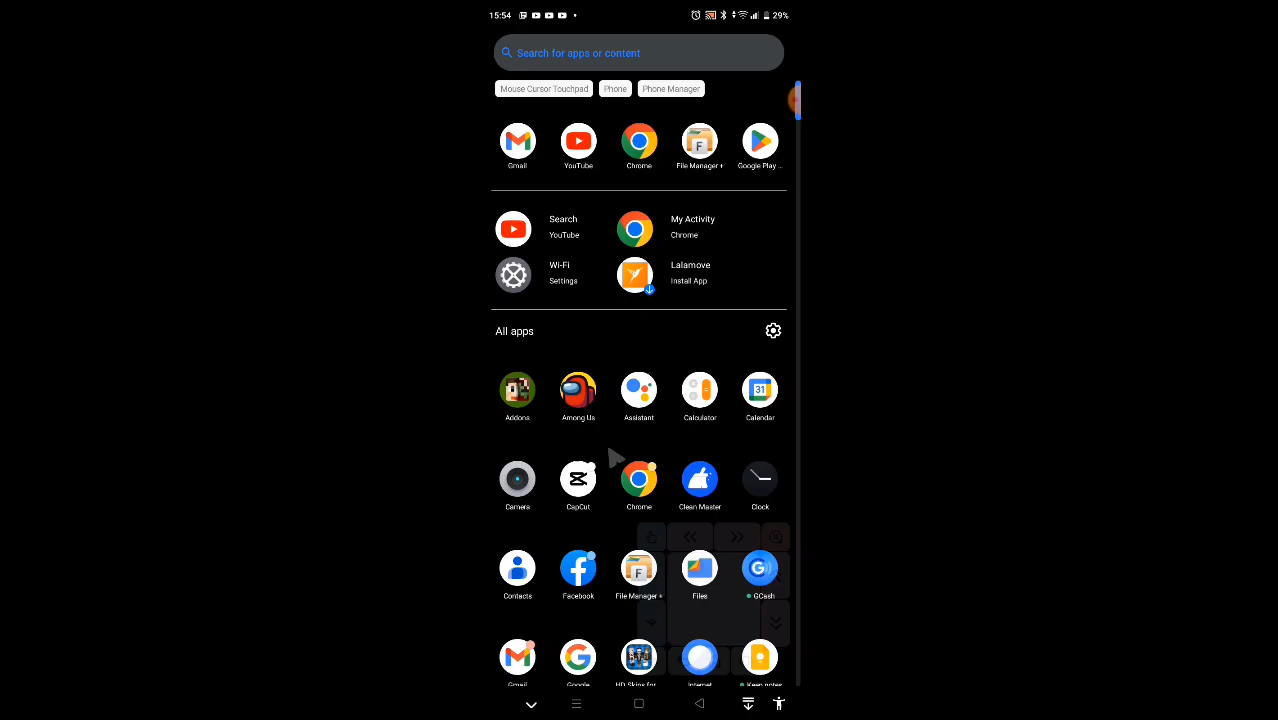 15:54 29%
Search for apps or content
Mouse Cursor Touchpad Phone Phone Manager
Gmail YouTube Chrome File Manager + Google Play ...
Search
YouTube
My Activity
Chrome
Wi-Fi
Settings
Lalamove
Install App
All apps
31
Addons Among Us Assistant Calculator Calendar
Camera CapCut Chrome Clean Master Clock
F
Contacts Facebook File Manager + Files GCash
Gmail Google HD Skins for Internet Keep notes